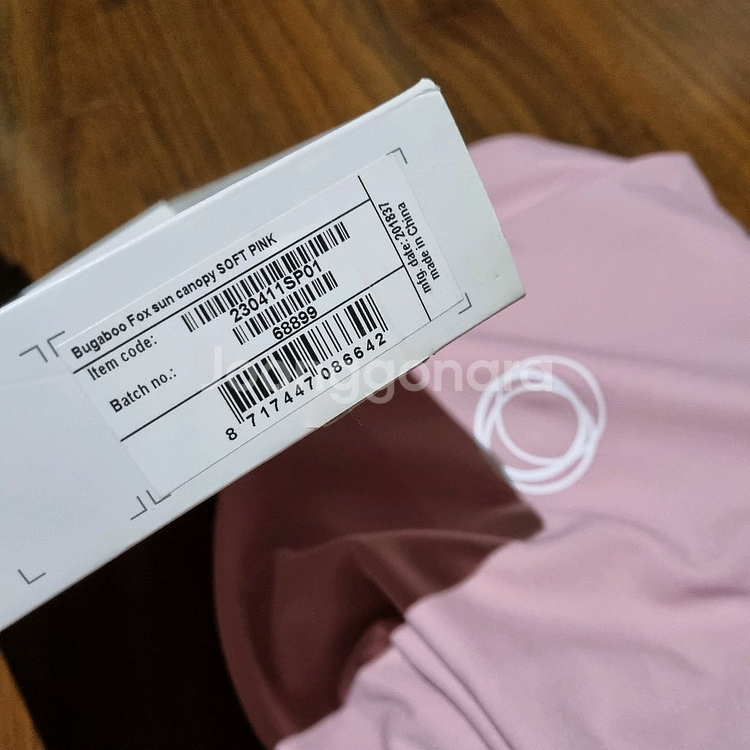 Bugaboo Fox sun canopy SOFT PINK
Item code:
230411SP01
Batch no.:
68899
8 717447 086642
mfg. date:201837
made in China
Joonggonara